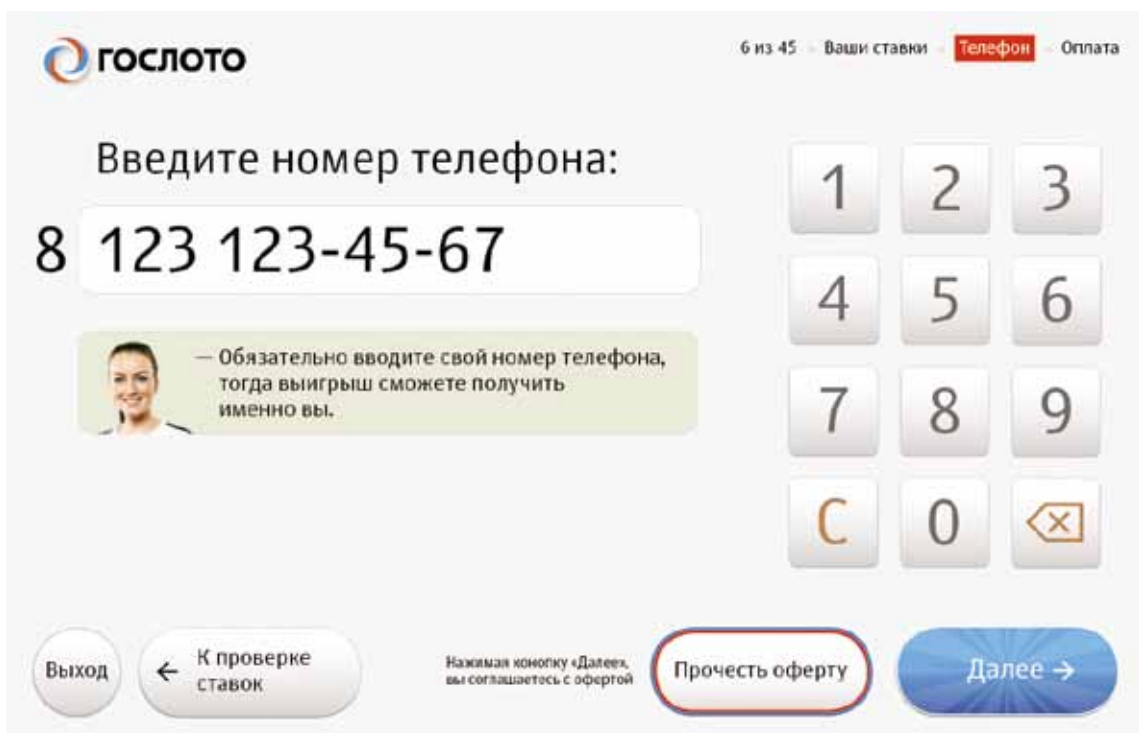 ГОСЛОТО
6 из 45 – Ваши ставки – Телефон – Оплата
Введите номер телефона:
8 123 123-45-67
— Обязательно вводите свой номер телефона,
тогда выигрыш сможете получить
именно вы.
1 2 3
4 5 6
7 8 9
C 0
Выход
← К проверке
ставок
Нажимая кнопку «Далее»,
вы соглашаетесь с офертой
Прочесть оферту
Далее →